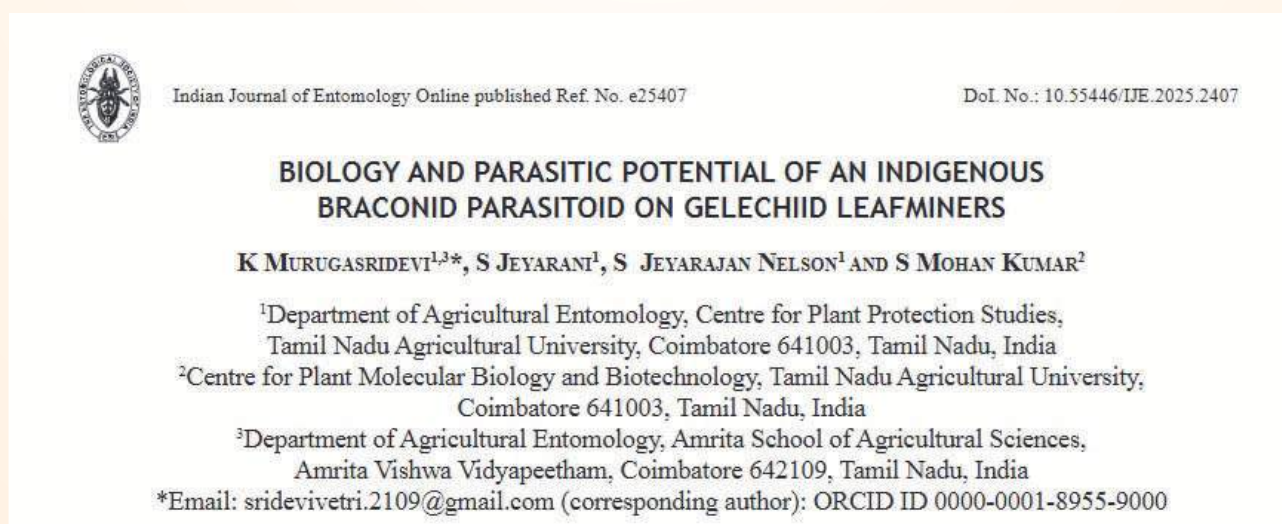 Indian Journal of Entomology Online published Ref. No. e25407
DoI. No.: 10.55446/IJE.2025.2407
BIOLOGY AND PARASITIC POTENTIAL OF AN INDIGENOUS
BRACONID PARASITOID ON GELECHIID LEAFMINERS
K MURUGASRIDEVI¹,³*, S JEYARANI¹, S JEYARAJAN NELSON¹ AND S MOHAN KUMAR²
¹Department of Agricultural Entomology, Centre for Plant Protection Studies,
Tamil Nadu Agricultural University, Coimbatore 641003, Tamil Nadu, India
²Centre for Plant Molecular Biology and Biotechnology, Tamil Nadu Agricultural University,
Coimbatore 641003, Tamil Nadu, India
³Department of Agricultural Entomology, Amrita School of Agricultural Sciences,
Amrita Vishwa Vidyapeetham, Coimbatore 642109, Tamil Nadu, India
*Email: sridevivetri.2109@gmail.com (corresponding author): ORCID ID 0000-0001-8955-9000